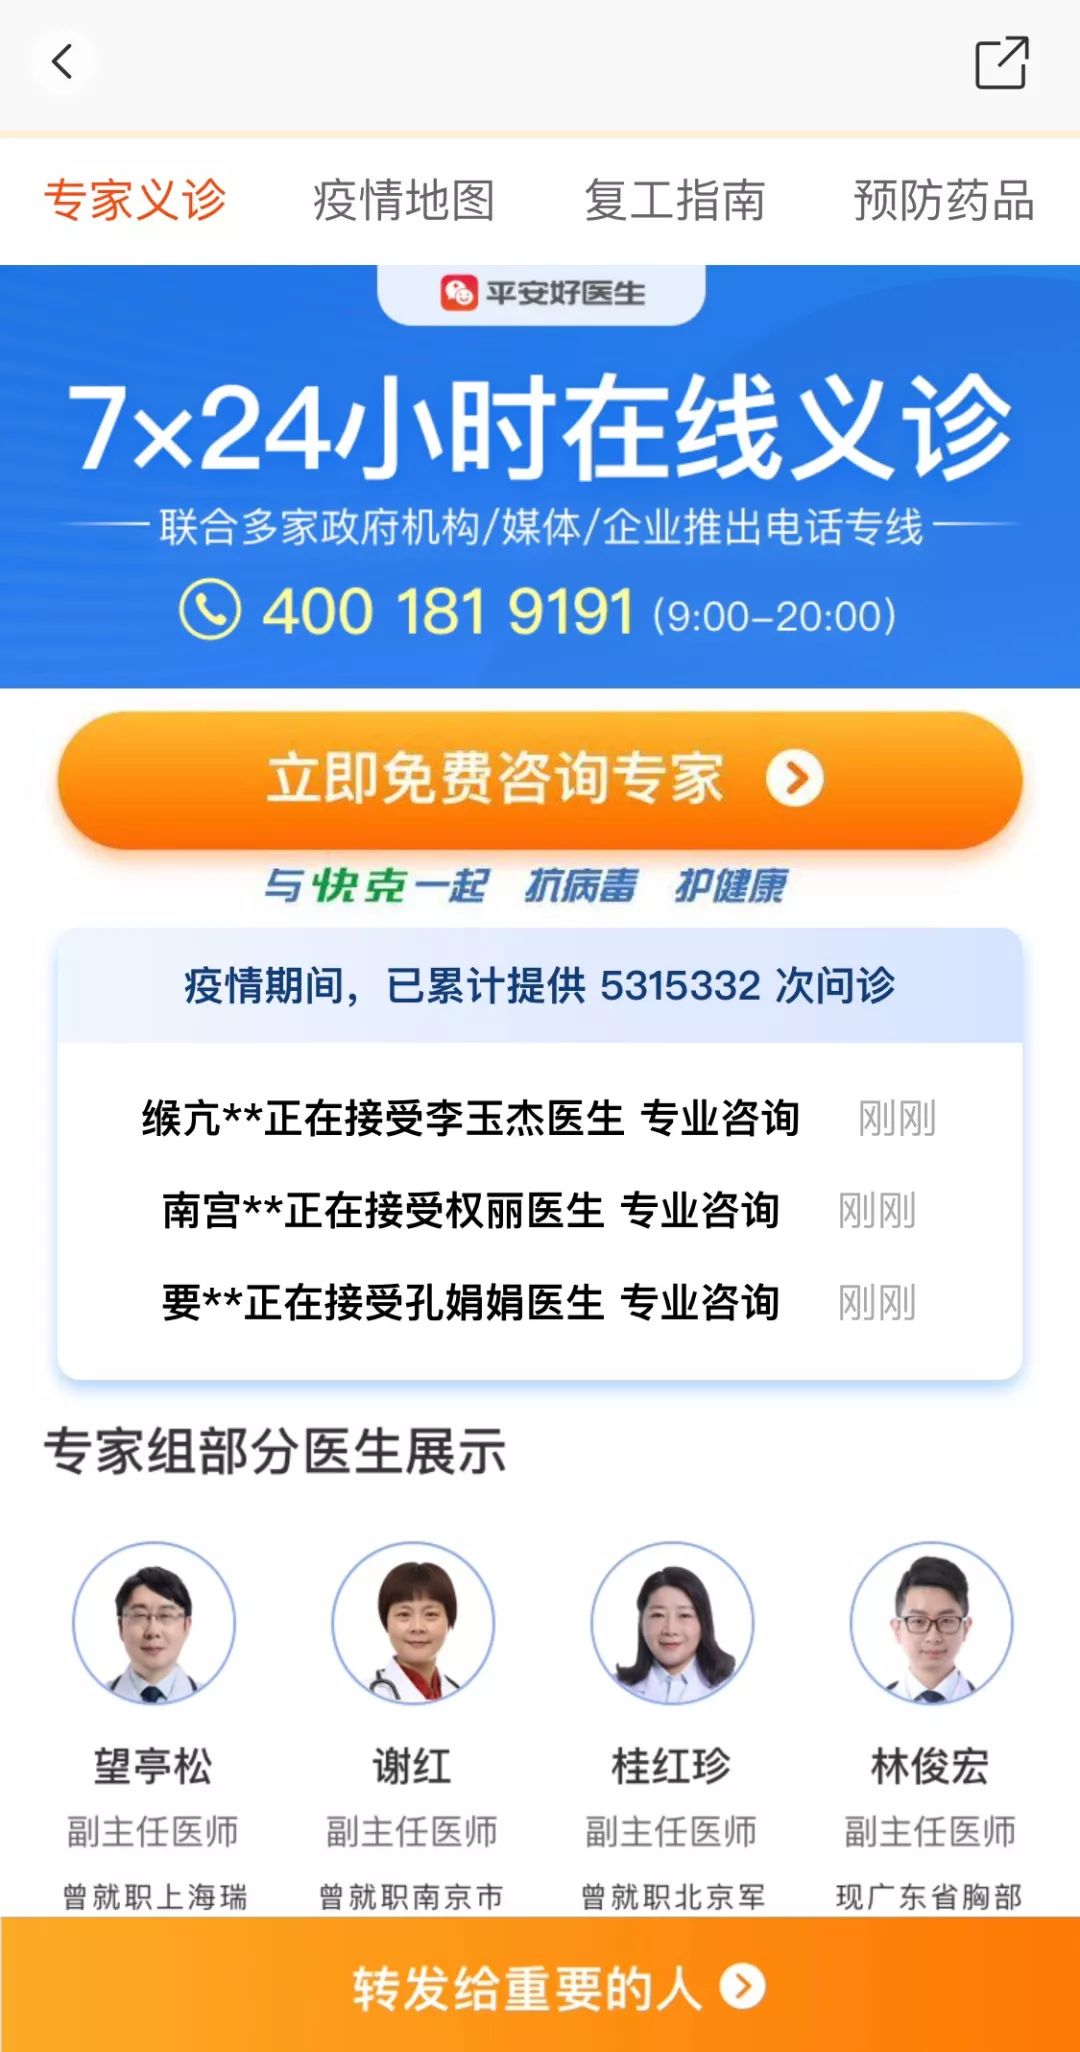 专家义诊 疫情地图 复工指南 预防药品
平安好医生
7×24小时在线义诊
联合多家政府机构/媒体/企业推出电话专线
400 181 9191 (9:00-20:00)
立即免费咨询专家
与快克一起 抗病毒 护健康
疫情期间，已累计提供 5315332 次问诊
缑亢**正在接受李玉杰医生 专业咨询 刚刚
南宫**正在接受权丽医生 专业咨询 刚刚
要**正在接受孔娟娟医生 专业咨询 刚刚
专家组部分医生展示
望亭松 谢红 桂红珍 林俊宏
副主任医师 副主任医师 副主任医师 副主任医师
曾就职上海瑞 曾就职南京市 曾就职北京军 现广东省胸部
转发给重要的人